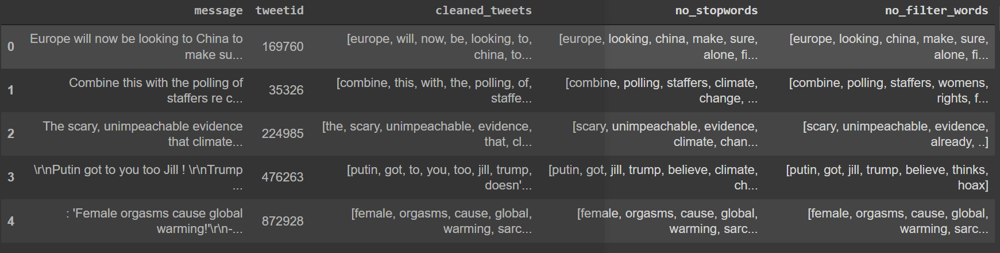 message tweetid cleaned_tweets no_stopwords no_filter_words
0 Europe will now be looking to China to make su... 169760 [europe, will, now, be, looking, to, china, to... [europe, looking, china, make, sure, alone, fi... [europe, looking, china, make, sure, alone, fi...
1 Combine this with the polling of staffers re c... 35326 [combine, this, with, the, polling, of, staffe... [combine, polling, staffers, climate, change, ... [combine, polling, staffers, womens, rights, f...
2 The scary, unimpeachable evidence that climate... 224985 [the, scary, unimpeachable, evidence, that, cl... [scary, unimpeachable, evidence, climate, chan... [scary, unimpeachable, evidence, already, ..]
3 \r\nPutin got to you too Jill ! \r\nTrump ... 476263 [putin, got, to, you, too, jill, trump, doesn'... [putin, got, jill, trump, believe, climate, ch... [putin, got, jill, trump, believe, thinks, hoax]
4 : 'Female orgasms cause global warming!'\r\n-... 872928 [female, orgasms, cause, global, warming, sarc... [female, orgasms, cause, global, warming, sarc... [female, orgasms, cause, global, warming, sarc...